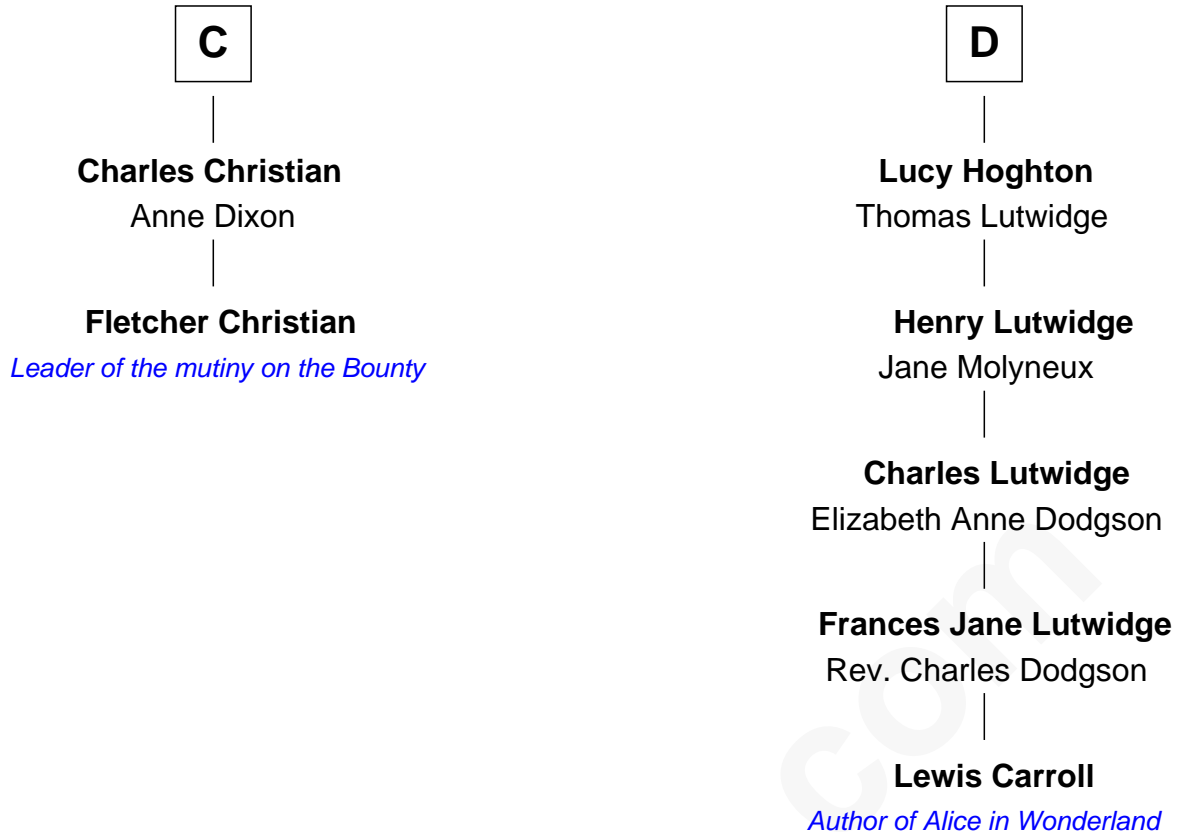 C
Charles Christian
Anne Dixon
Fletcher Christian
Leader of the mutiny on the Bounty
D
Lucy Hoghton
Thomas Lutwidge
Henry Lutwidge
Jane Molyneux
Charles Lutwidge
Elizabeth Anne Dodgson
Frances Jane Lutwidge
Rev. Charles Dodgson
Lewis Carroll
Author of Alice in Wonderland
com